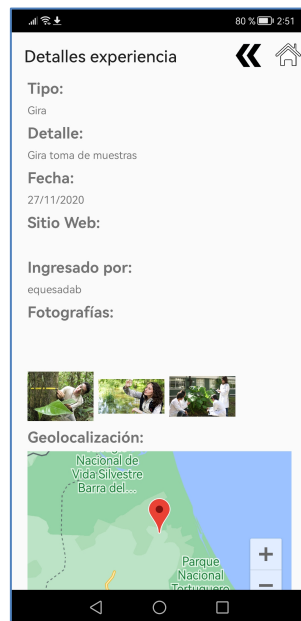 80 % 2:51
Detalles experiencia
Tipo:
Gira
Detalle:
Gira toma de muestras
Fecha:
27/11/2020
Sitio Web:
Ingresado por:
equesadab
Fotografías:
Geolocalización:
Nacional de
Vida Silvestre
Barra del...
Parque
Nacional
Tortuguero
+
−